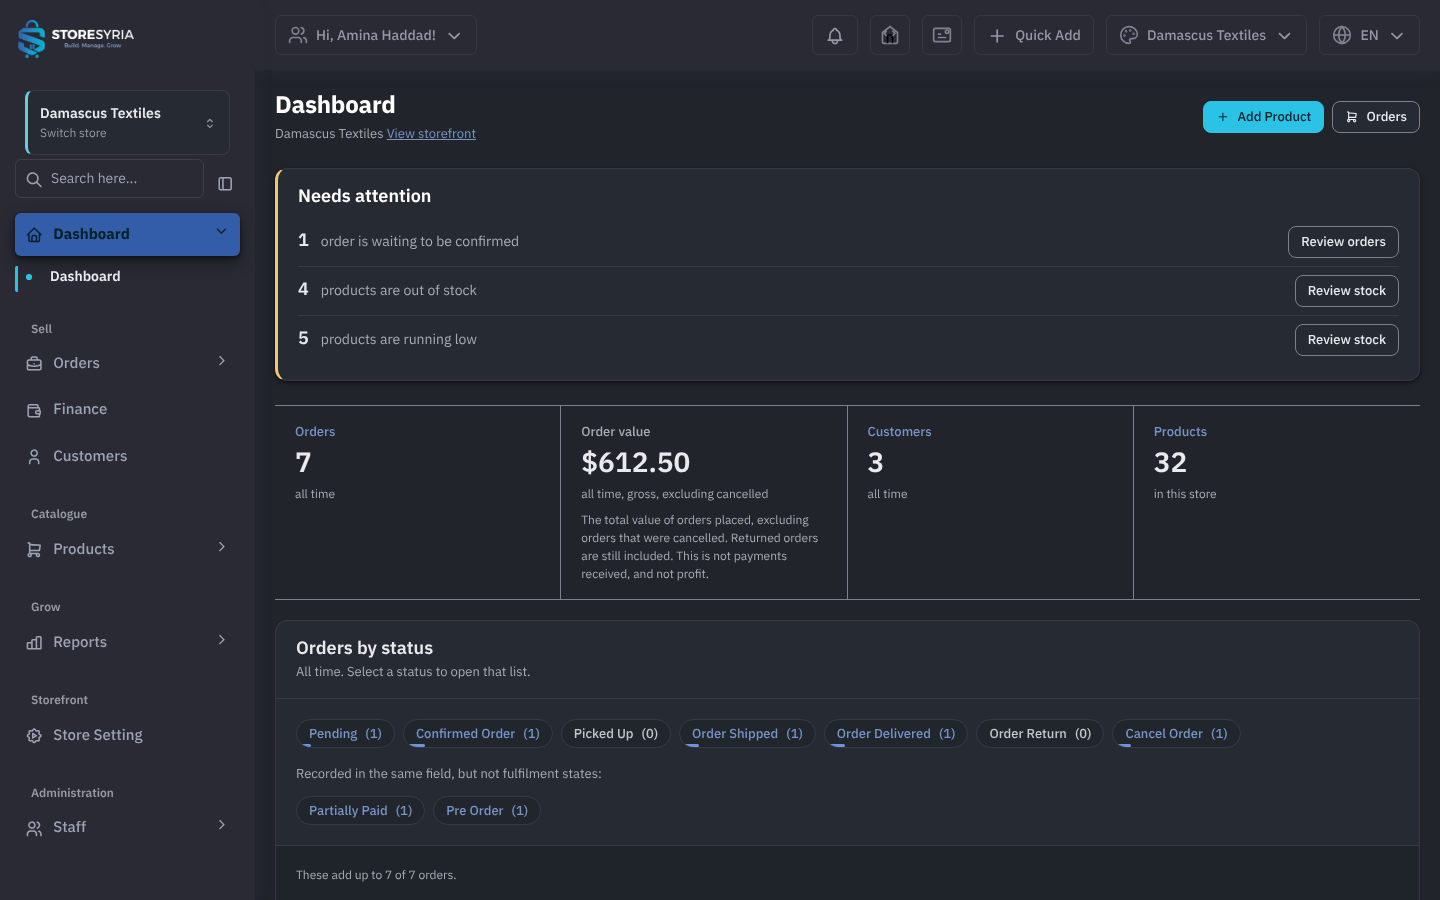 STORESYRIA
Build. Manage. Grow
Hi, Amina Haddad!
Quick Add
Damascus Textiles
EN
Damascus Textiles
Switch store
Search here...
Dashboard
Dashboard
Sell
Orders
Finance
Customers
Catalogue
Products
Grow
Reports
Storefront
Store Setting
Administration
Staff
Dashboard
Damascus Textiles View storefront
Add Product
Orders
Needs attention
1 order is waiting to be confirmed
Review orders
4 products are out of stock
Review stock
5 products are running low
Review stock
Orders
7
all time
Order value
$612.50
all time, gross, excluding cancelled
The total value of orders placed, excluding
orders that were cancelled. Returned orders
are still included. This is not payments
received, and not profit.
Customers
3
all time
Products
32
in this store
Orders by status
All time. Select a status to open that list.
Pending (1)
Confirmed Order (1)
Picked Up (0)
Order Shipped (1)
Order Delivered (1)
Order Return (0)
Cancel Order (1)
Recorded in the same field, but not fulfilment states:
Partially Paid (1)
Pre Order (1)
These add up to 7 of 7 orders.